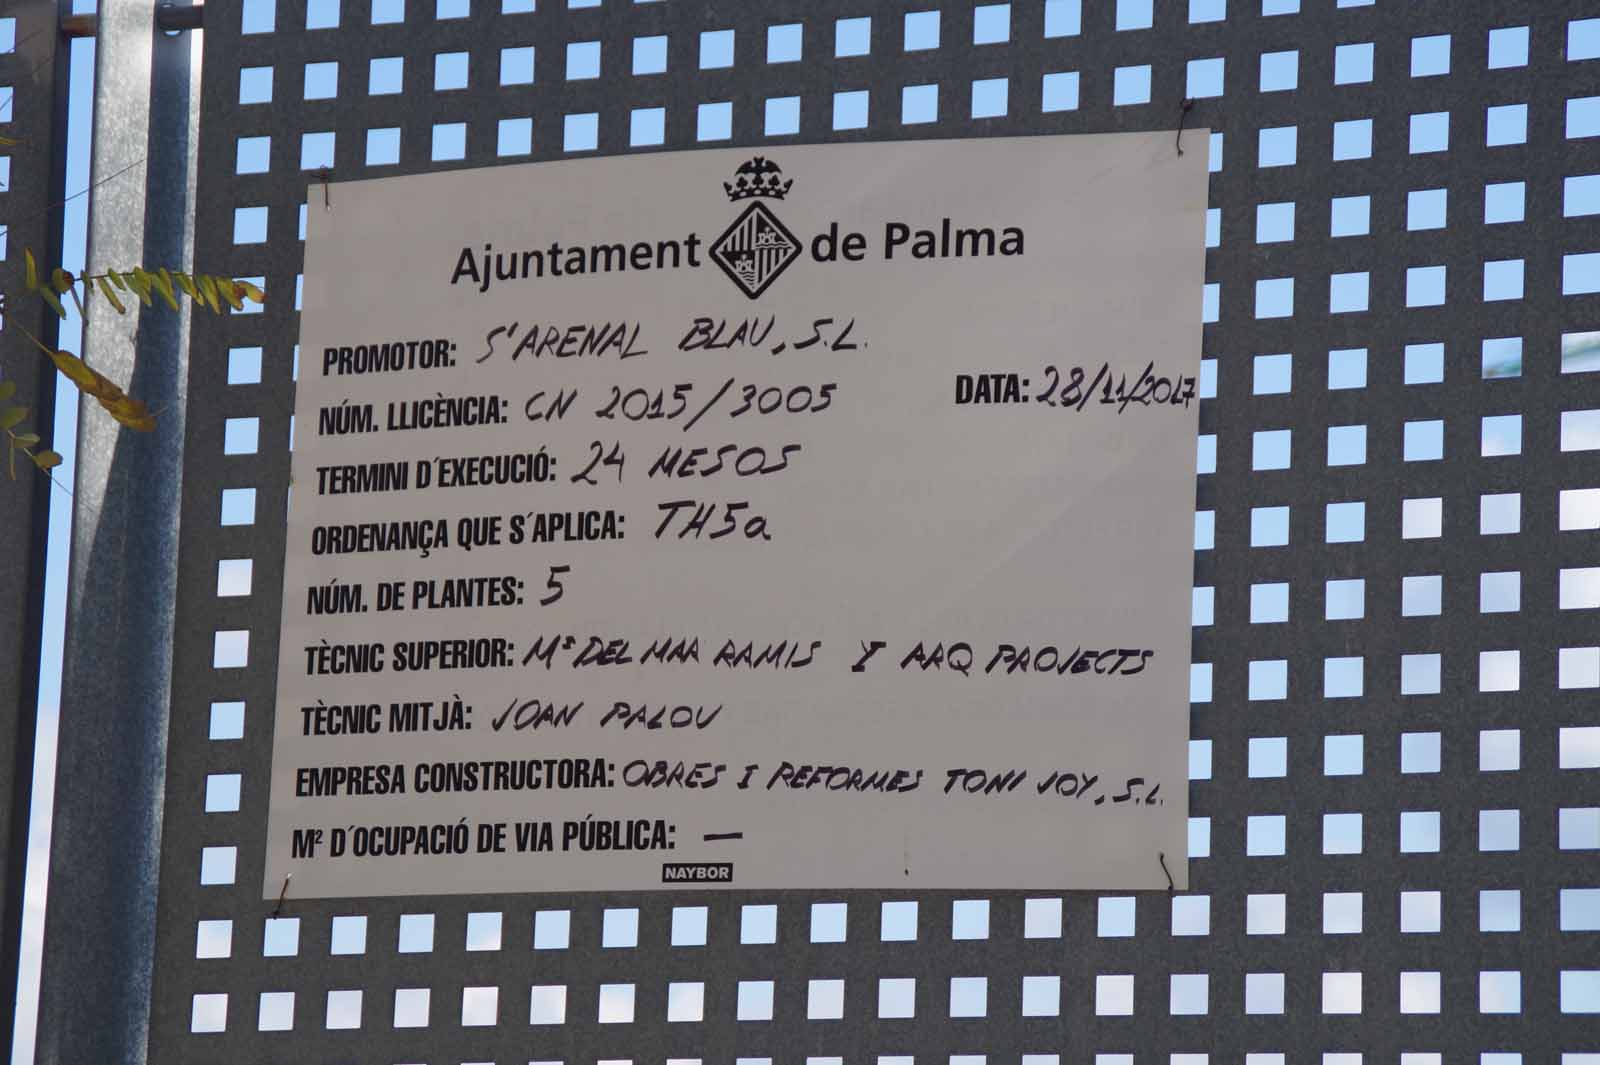 Ajuntament de Palma
PROMOTOR: S'ARENAL BLAU, S.L.
NÚM. LLICÈNCIA: CN 2015/3005 DATA: 28/11/2017
TERMINI D´EXECUCIÓ: 24 MESOS
ORDENANÇA QUE S´APLICA: TH5a
NÚM. DE PLANTES: 5
TÈCNIC SUPERIOR: Mª DEL MAR RAMIS I ARQ PROJECTS
TÈCNIC MITJÀ: JOAN PALOU
EMPRESA CONSTRUCTORA: OBRES I REFORMES TONI JOY, S.L.
M² D´OCUPACIÓ DE VIA PÚBLICA: —
NAYBOR